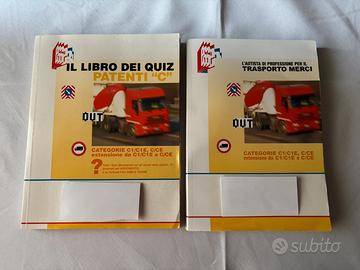 IL LIBRO DEI QUIZ
PATENTI "C"
OUT
CATEGORIE C1/C1E, C/CE
estensione da C1/C1E a C/CE
?
L'AUTISTA DI PROFESSIONE PER IL
TRASPORTO MERCI
OUT
CATEGORIE C1/C1E, C/CE
estensione da C1/C1E a C/CE
subito